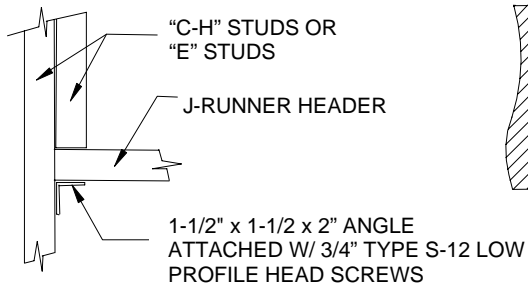 “C-H” STUDS OR
“E” STUDS
J-RUNNER HEADER
1-1/2" x 1-1/2 x 2” ANGLE
ATTACHED W/ 3/4” TYPE S-12 LOW
PROFILE HEAD SCREWS